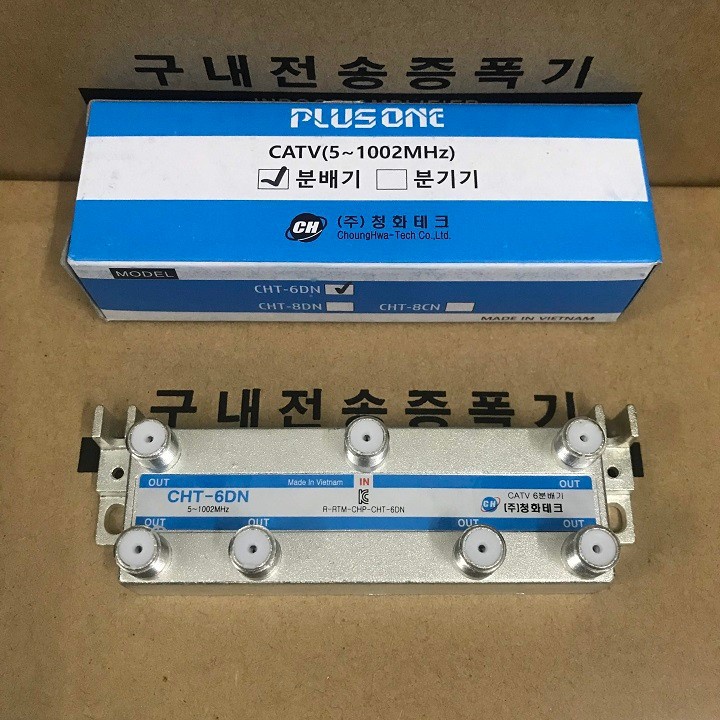 구내전송증폭기
PLUS ONE
CATV(5~1002MHz)
분배기 분기기
CH (주)청화테크
ChoungHwa-Tech Co.,Ltd.
MODEL
CHT-6DN
CHT-8DN CHT-8CN
MADE IN VIETNAM
구내전송증폭기
OUT Made In Vietnam IN OUT
CHT-6DN
5~1002MHz
R-RTM-CHP-CHT-6DN
CH CATV 6분배기
(주)청화테크
OUT OUT OUT OUT